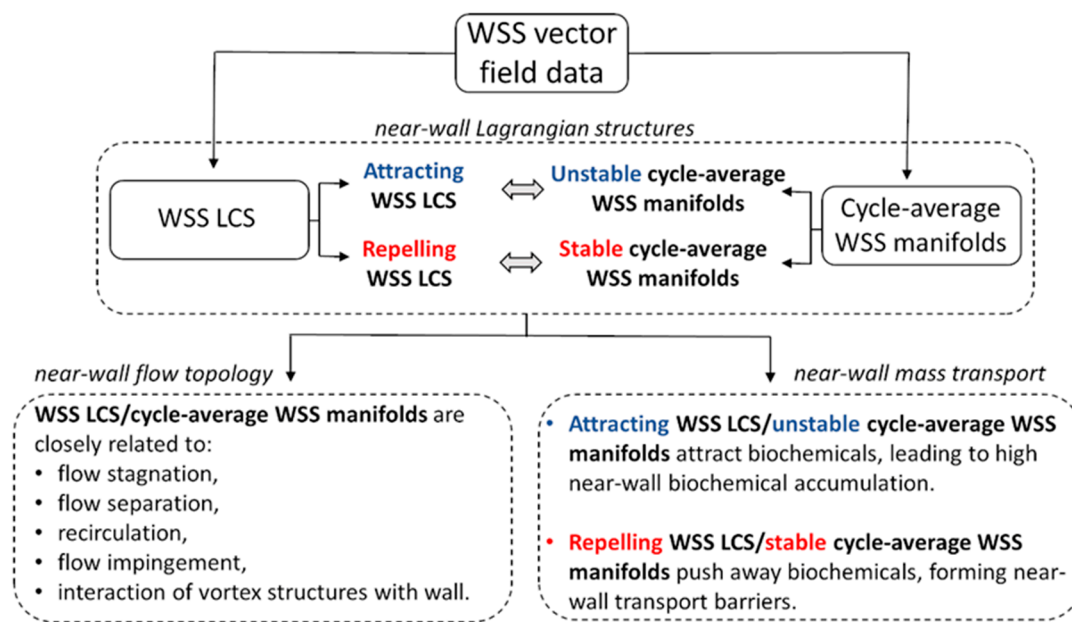 WSS vector
field data
near-wall Lagrangian structures
WSS LCS
Attracting
WSS LCS
Unstable cycle-average
WSS manifolds
Repelling
WSS LCS
Stable cycle-average
WSS manifolds
Cycle-average
WSS manifolds
near-wall flow topology
WSS LCS/cycle-average WSS manifolds are
closely related to:
• flow stagnation,
• flow separation,
• recirculation,
• flow impingement,
• interaction of vortex structures with wall.
near-wall mass transport
• Attracting WSS LCS/unstable cycle-average WSS
manifolds attract biochemicals, leading to high
near-wall biochemical accumulation.
• Repelling WSS LCS/stable cycle-average WSS
manifolds push away biochemicals, forming near-
wall transport barriers.